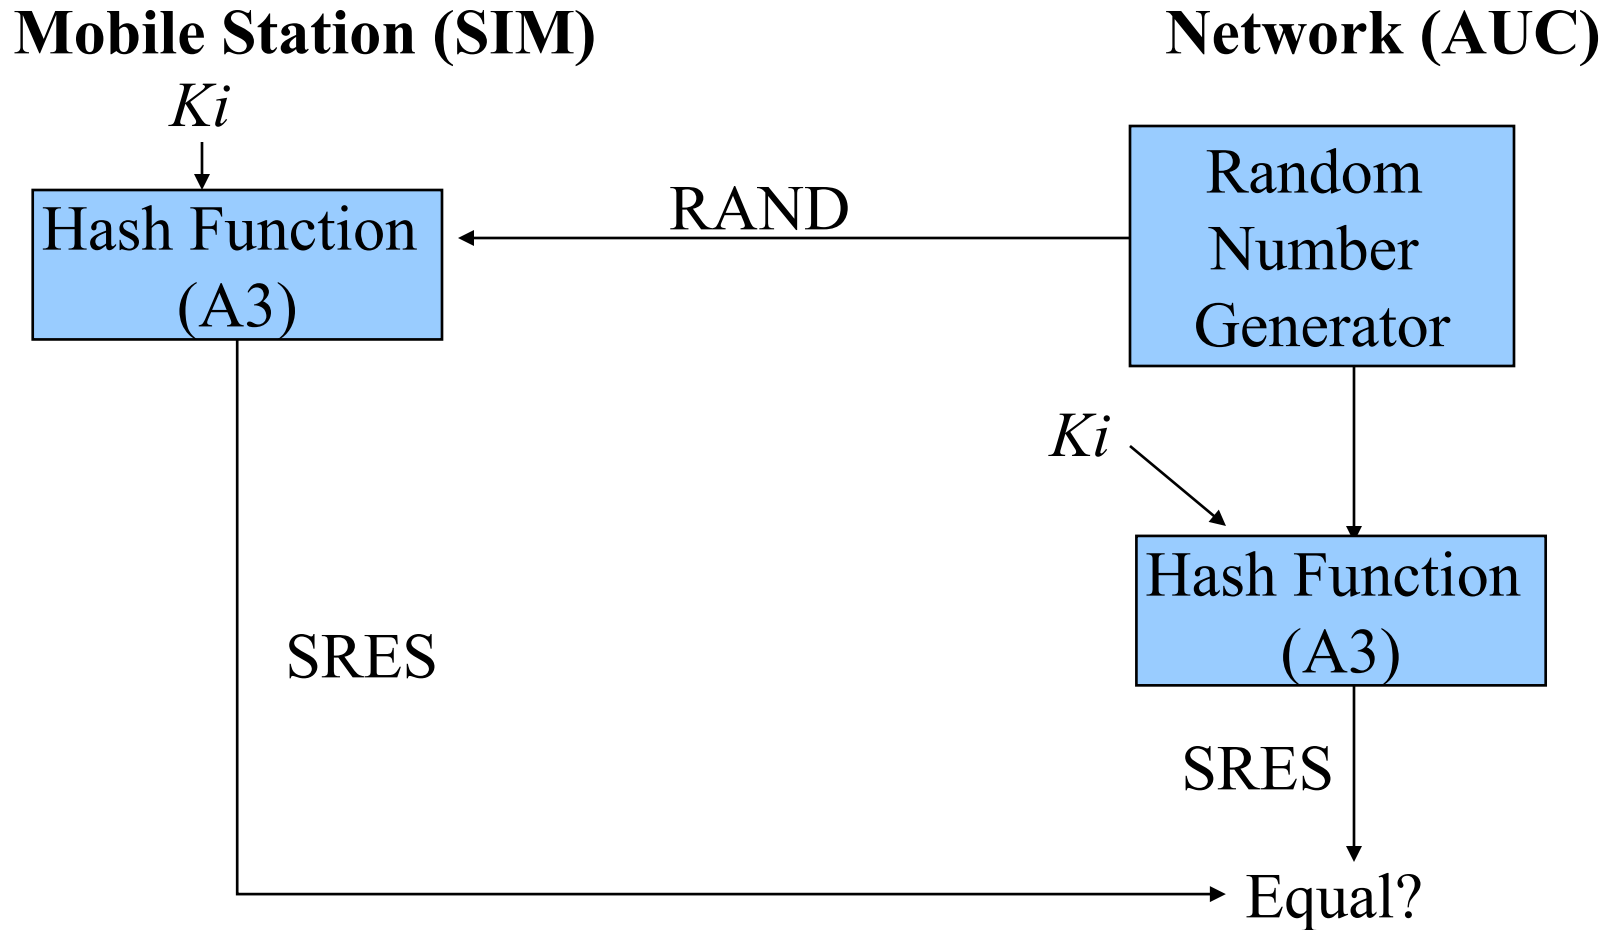 Mobile Station (SIM)
Network (AUC)
Ki
Hash Function
(A3)
RAND
Random
Number
Generator
Ki
Hash Function
(A3)
SRES
SRES
Equal?